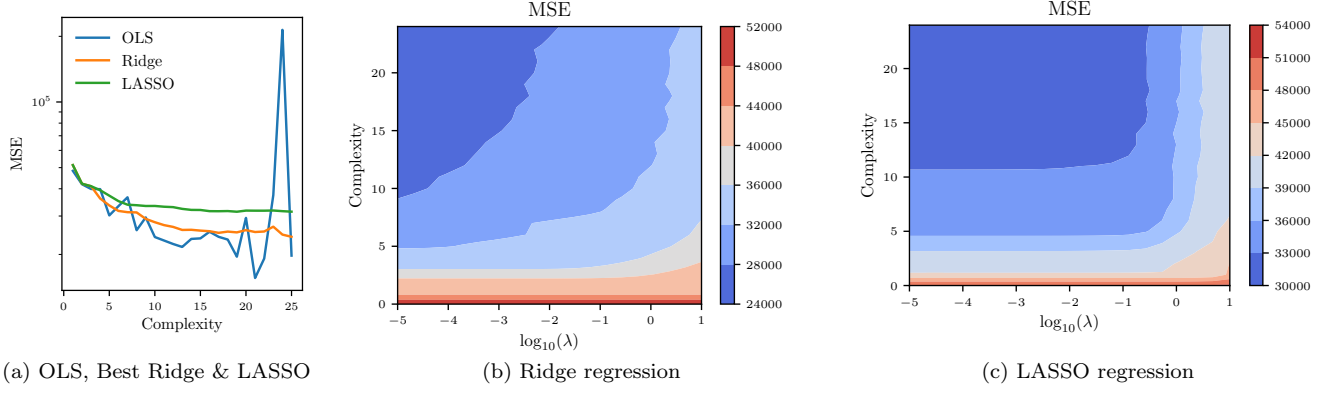 OLS
Ridge
LASSO
10^5
MSE
0 5 10 15 20 25
Complexity
(a) OLS, Best Ridge & LASSO
MSE
20
15
10
5
0
Complexity
−5 −4 −3 −2 −1 0 1
log₁₀(λ)
52000
48000
44000
40000
36000
32000
28000
24000
(b) Ridge regression
MSE
20
15
10
5
0
Complexity
−5 −4 −3 −2 −1 0 1
log₁₀(λ)
54000
51000
48000
45000
42000
39000
36000
33000
30000
(c) LASSO regression